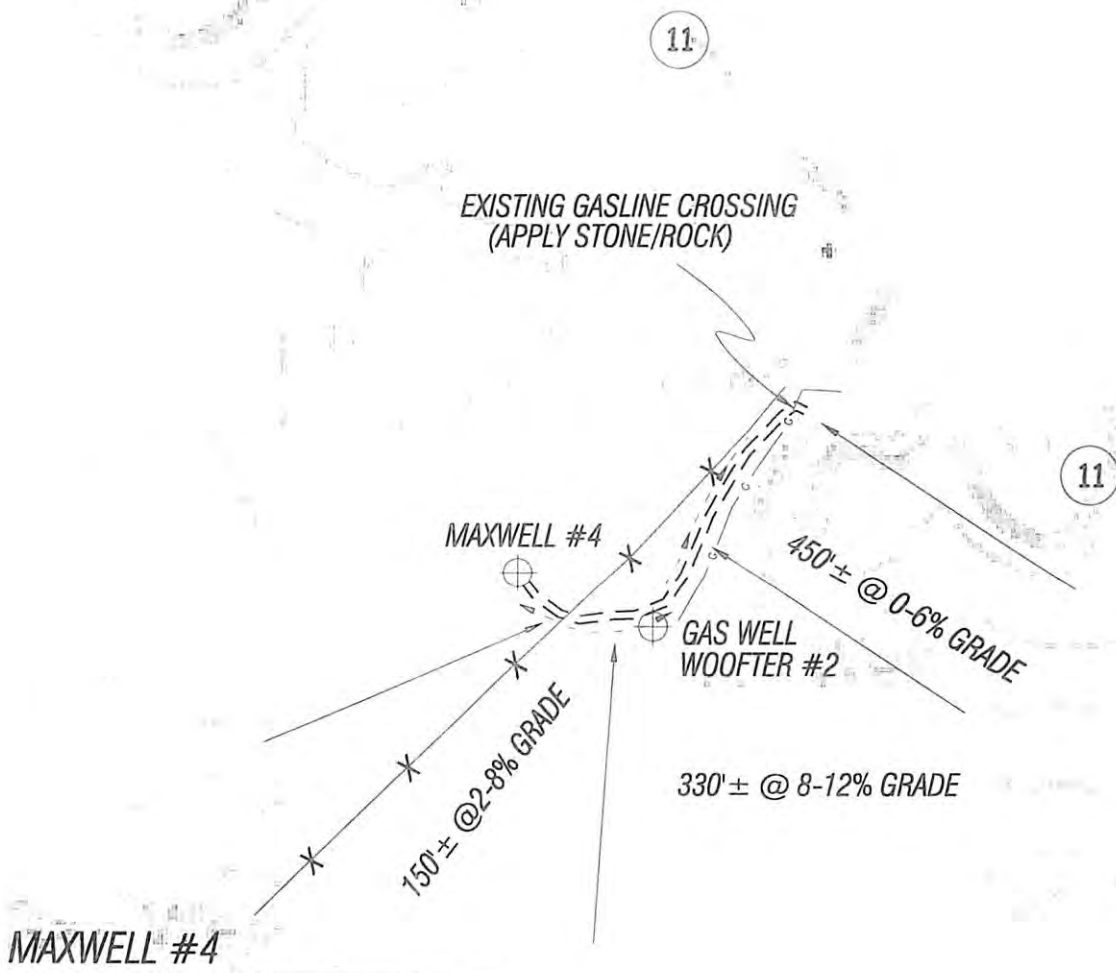 11
EXISTING GASLINE CROSSING
(APPLY STONE/ROCK)
11
G
G
G
MAXWELL #4
450'± @ 0-6% GRADE
GAS WELL
WOOFTER #2
150'± @2-8% GRADE
330'± @ 8-12% GRADE
MAXWELL #4